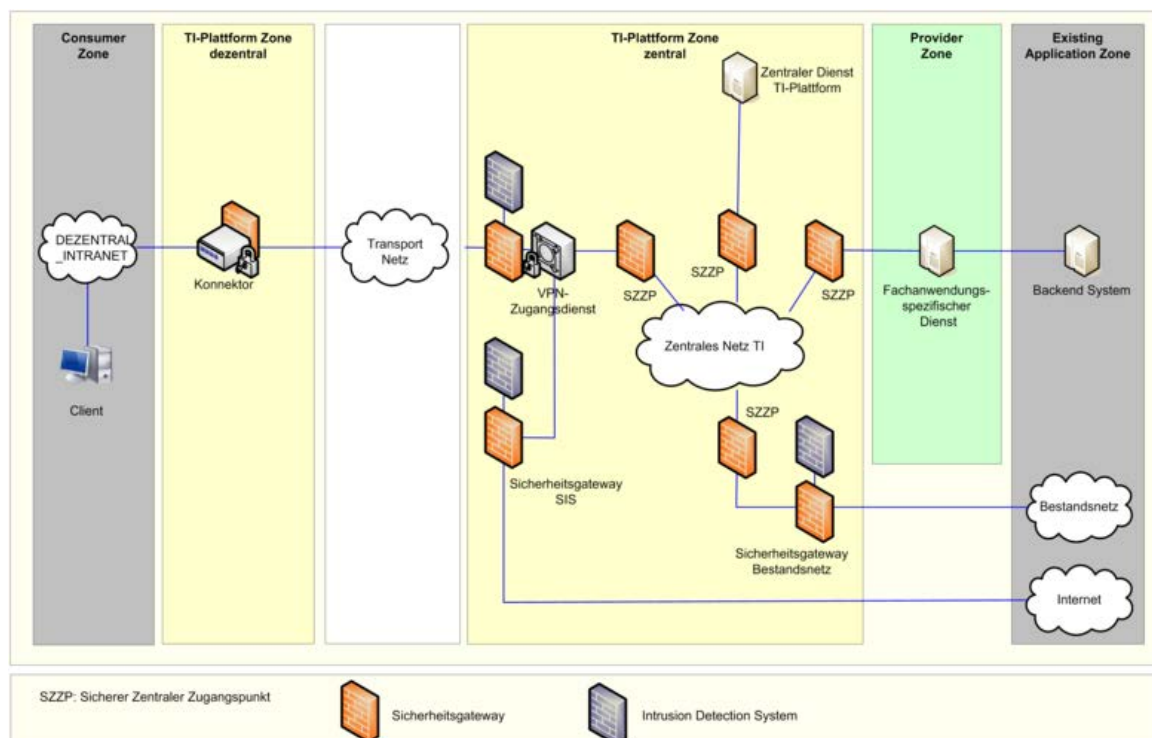 Consumer
Zone
TI-Plattform Zone
dezentral
TI-Plattform Zone
zentral
Provider
Zone
Existing
Application Zone
Zentraler Dienst
TI-Plattform
DEZENTRAL
_INTRANET
Konnektor
Transport
Netz
VPN-
Zugangsdienst
SZZP
SZZP
SZZP
Fachanwendungs-
spezifischer
Dienst
Backend System
Zentrales Netz TI
Client
SZZP
Sicherheitsgateway
SIS
Sicherheitsgateway
Bestandsnetz
Bestandsnetz
Internet
SZZP: Sicherer Zentraler Zugangspunkt
Sicherheitsgateway
Intrusion Detection System